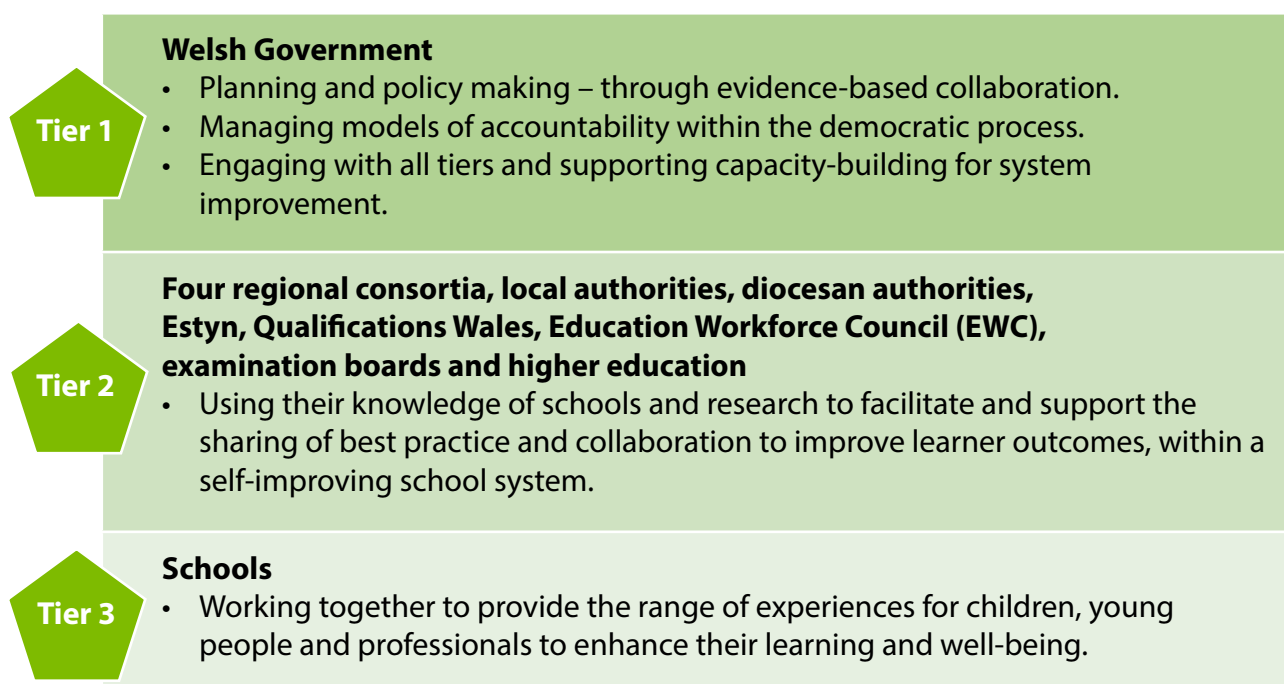 Welsh Government
Tier 1
• Planning and policy making – through evidence-based collaboration.
• Managing models of accountability within the democratic process.
• Engaging with all tiers and supporting capacity-building for system
improvement.
Four regional consortia, local authorities, diocesan authorities,
Estyn, Qualifications Wales, Education Workforce Council (EWC),
examination boards and higher education
Tier 2
• Using their knowledge of schools and research to facilitate and support the
sharing of best practice and collaboration to improve learner outcomes, within a
self-improving school system.
Schools
Tier 3
• Working together to provide the range of experiences for children, young
people and professionals to enhance their learning and well-being.